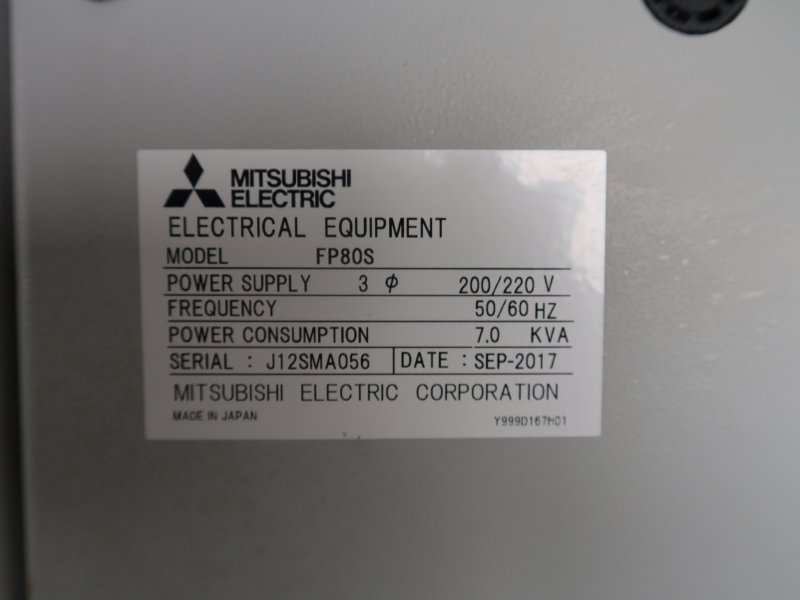 MITSUBISHI
ELECTRIC
ELECTRICAL EQUIPMENT
MODEL FP80S
POWER SUPPLY 3 ϕ 200/220 V
FREQUENCY 50/60 HZ
POWER CONSUMPTION 7.0 KVA
SERIAL : J12SMA056 DATE : SEP-2017
MITSUBISHI ELECTRIC CORPORATION
MADE IN JAPAN Y999D167H01